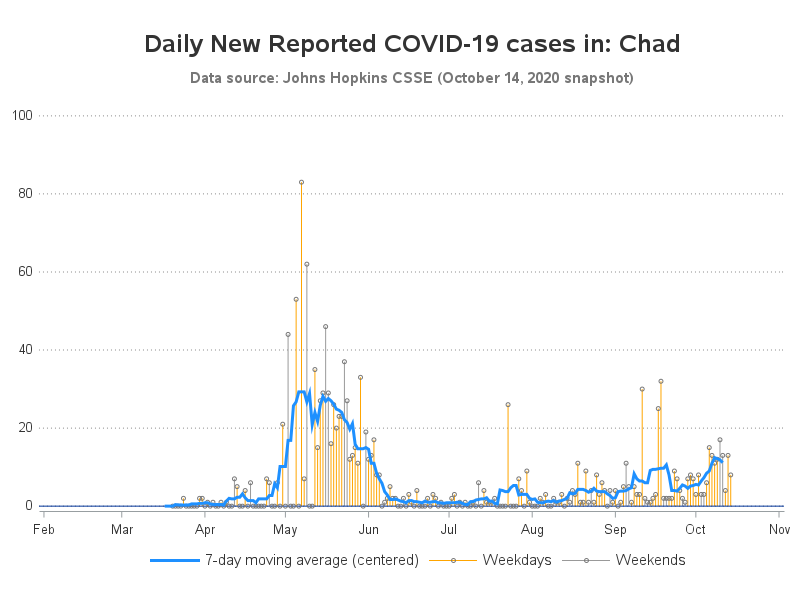 Daily New Reported COVID-19 cases in: Chad
Data source: Johns Hopkins CSSE (October 14, 2020 snapshot)
100
80
60
40
20
0
Feb Mar Apr May Jun Jul Aug Sep Oct Nov
7-day moving average (centered) Weekdays Weekends